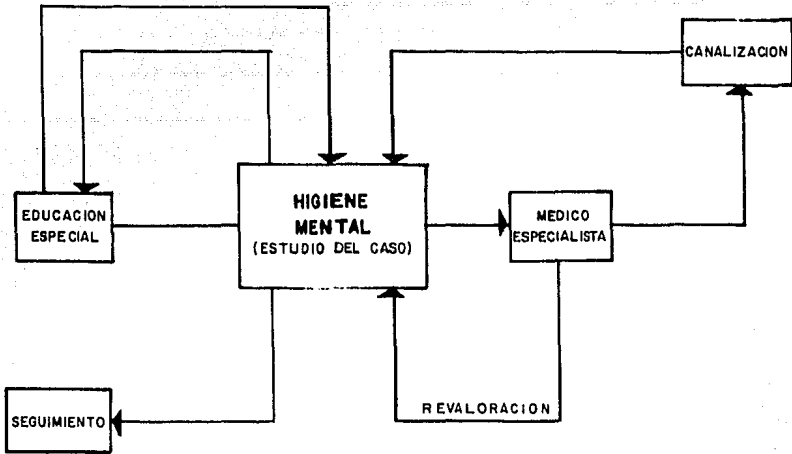 CANALIZACION
HIGIENE
MENTAL
(ESTUDIO DEL CASO)
EDUCACION
ESPECIAL
MEDICO
ESPECIALISTA
REVALORACION
SEGUIMIENTO